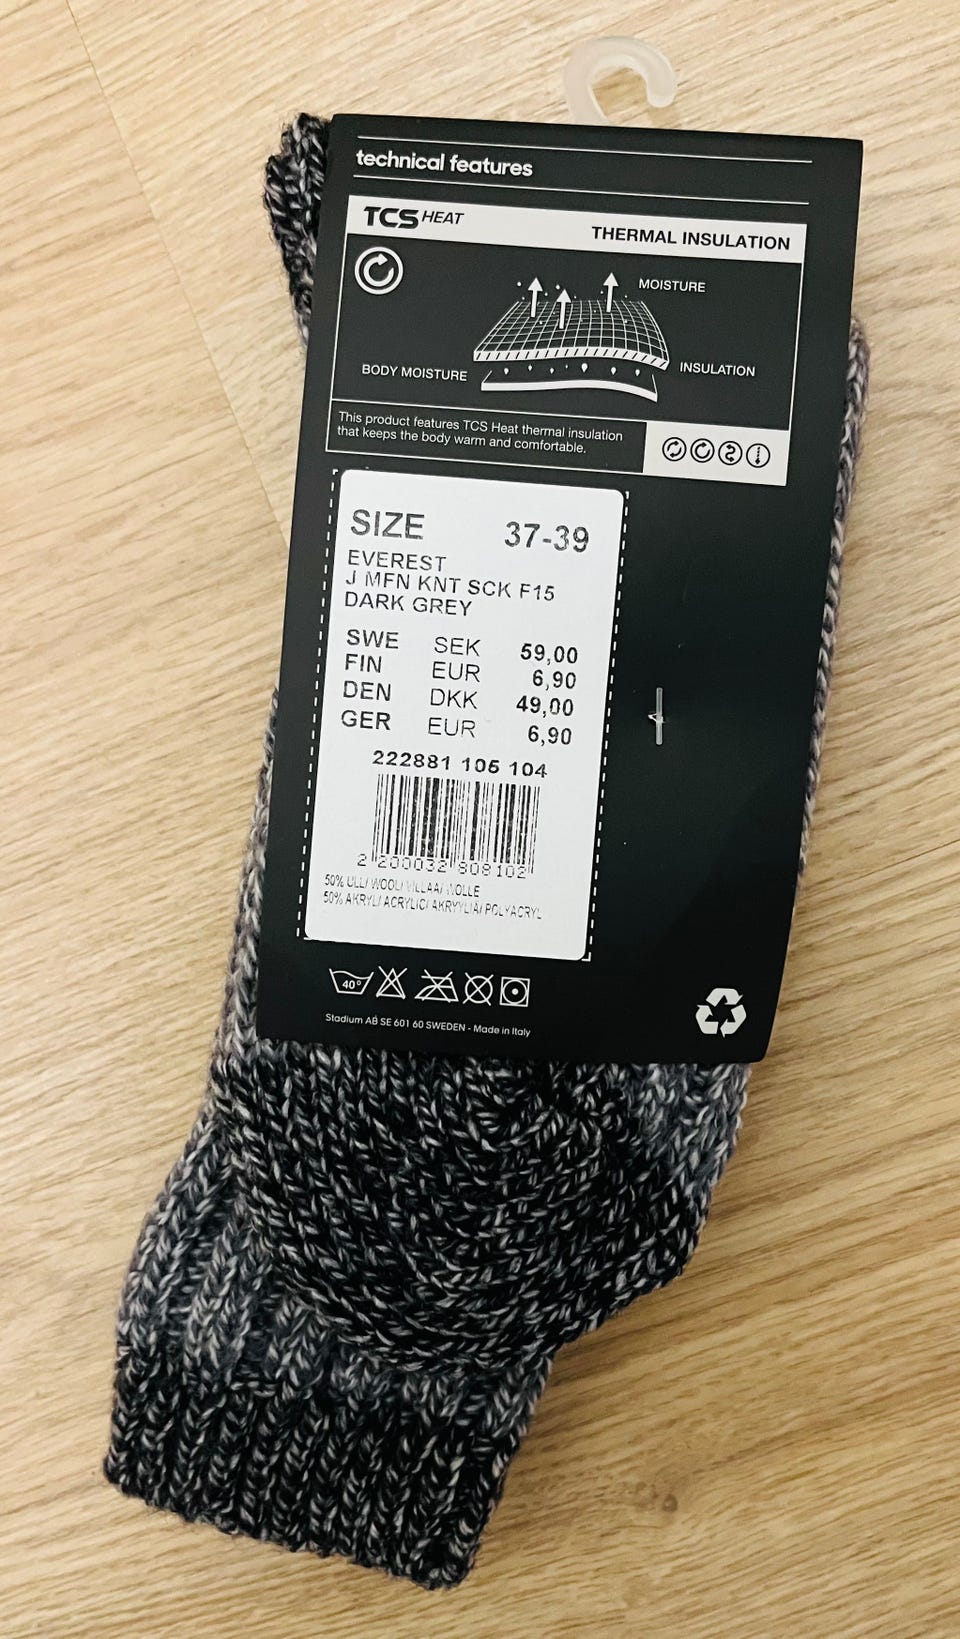 technical features
TCS HEAT
THERMAL INSULATION
MOISTURE
BODY MOISTURE
INSULATION
This product features TCS Heat thermal insulation
that keeps the body warm and comfortable.
SIZE 37-39
EVEREST
J MFN KNT SCK F15
DARK GREY
SWE SEK 59,00
FIN EUR 6,90
DEN DKK 49,00
GER EUR 6,90
222881 105 104
2 200032 808102
50% ULL/ WOOL/ VILLAA/ WOLLE
50% AKRYL/ ACRYLIC/ AKRYYLIÄ/ POLYACRYL
40°
Stadium AB SE 601 60 SWEDEN - Made in Italy